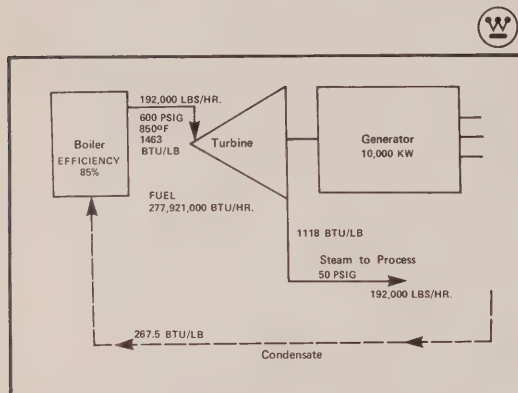 192,000 LBS/HR.
600 PSIG
850ºF
1463
BTU/LB
Boiler
EFFICIENCY
85%
Turbine
Generator
10,000 KW
FUEL
277,921,000 BTU/HR.
1118 BTU/LB
Steam to Process
50 PSIG
192,000 LBS/HR.
267.5 BTU/LB
Condensate